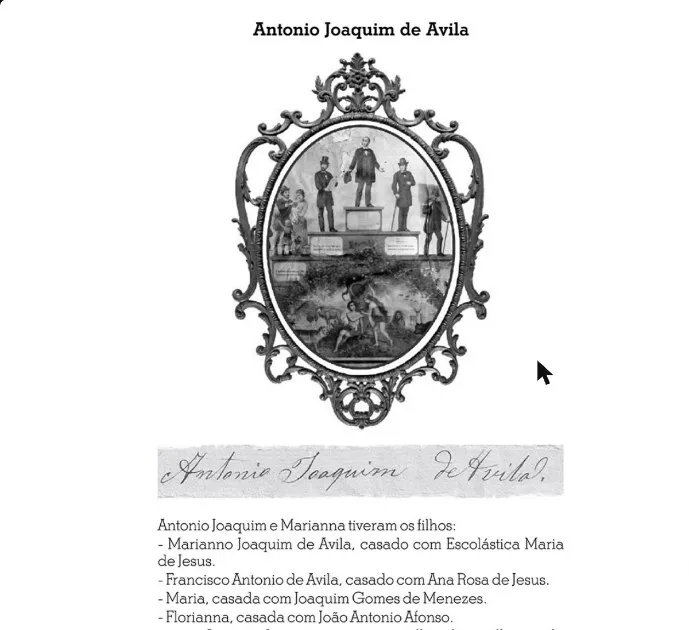 Antonio Joaquim de Avila
Antonio Joaquim de Avila.
Antonio Joaquim e Marianna tiveram os filhos:
- Marianno Joaquim de Avila, casado com Escolástica Maria
de Jesus.
- Francisco Antonio de Avila, casado com Ana Rosa de Jesus.
- Maria, casada com Joaquim Gomes de Menezes.
- Florianna, casada com João Antonio Afonso.